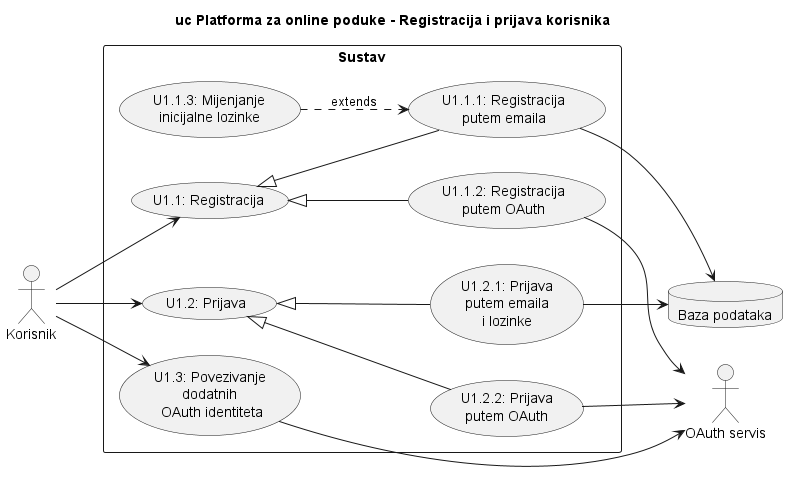 uc Platforma za online poduke - Registracija i prijava korisnika
Sustav
U1.1.3: Mijenjanje
inicijalne lozinke
extends
U1.1.1: Registracija
putem emaila
U1.1: Registracija
U1.1.2: Registracija
putem OAuth
Korisnik
U1.2: Prijava
U1.2.1: Prijava
putem emaila
i lozinke
Baza podataka
U1.3: Povezivanje
dodatnih
OAuth identiteta
U1.2.2: Prijava
putem OAuth
OAuth servis